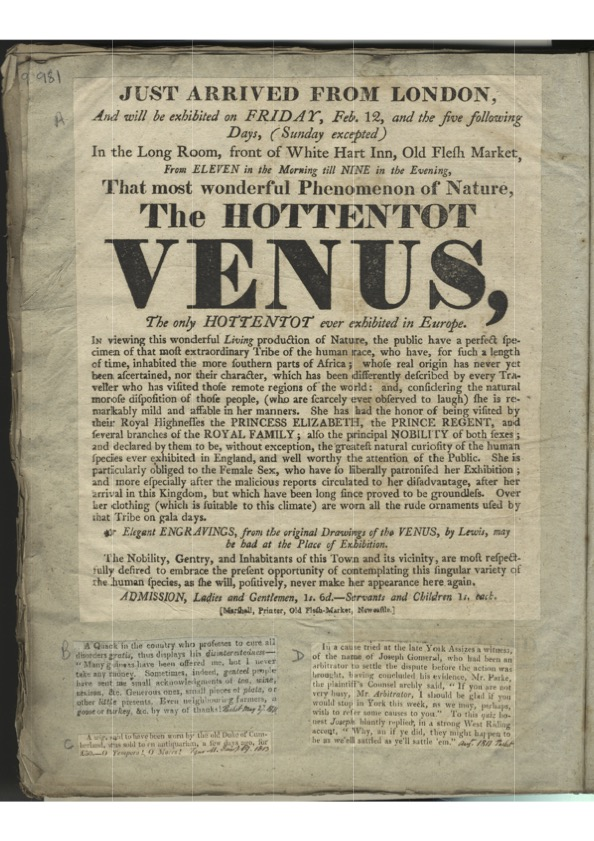 9-981
A
JUST ARRIVED FROM LONDON,
And will be exhibited on FRIDAY, Feb. 12, and the five following
Days, (Sunday excepted)
In the Long Room, front of White Hart Inn, Old Fleſh Market,
From ELEVEN in the Morning till NINE in the Evening,
That most wonderful Phenomenon of Nature,
The HOTTENTOT
VENUS,
The only HOTTENTOT ever exhibited in Europe.
IN viewing this wonderful Living production of Nature, the public have a perfect ſpe-
cimen of that moſt extraordinary Tribe of the human race, who have, for ſuch a length
of time, inhabited the more ſouthern parts of Africa; whoſe real origin has never yet
been aſcertained, nor their character, which has been differently deſcribed by every Tra-
veller who has viſited thoſe remote regions of the world: and, conſidering the natural
moroſe diſpoſition of thoſe people, (who are ſcarcely ever obſerved to laugh) ſhe is re-
markably mild and affable in her manners. She has had the honor of being viſited by
their Royal Highneſſes the PRINCESS ELIZABETH, the PRINCE REGENT, and
ſeveral branches of the ROYAL FAMILY; alſo the principal NOBILITY of both ſexes;
and declared by them to be, without exception, the greateſt natural curioſity of the human
ſpecies ever exhibited in England, and well worthy the attention of the Public. She is
particularly obliged to the Female Sex, who have ſo liberally patroniſed her Exhibition;
and more eſpecially after the malicious reports circulated to her diſadvantage, after her
arrival in this Kingdom, but which have been long ſince proved to be groundleſs. Over
her clothing (which is ſuitable to this climate) are worn all the rude ornaments uſed by
that Tribe on gala days.
☞ Elegant ENGRAVINGS, from the original Drawings of the VENUS, by Lewis, may
be had at the Place of Exhibition.
The Nobility, Gentry, and Inhabitants of this Town and its vicinity, are moſt reſpect-
fully deſired to embrace the preſent opportunity of contemplating this ſingular variety of
the human ſpecies, as ſhe will, poſitively, never make her appearance here again.
ADMISSION, Ladies and Gentlemen, 1s. 6d.—Servants and Children 1s. each.
[Marſhall, Printer, Old Fleſh-Market, Newcaſtle.]
B
A Quack in the country who professes to cure all
disorders gratis, thus displays his disinterestedness—
"Many guineas have been offered me, but I never
take any money. Sometimes, indeed, genteel people
have sent me small acknowledgments of tea, wine,
venison, &c. Generous ones, small pieces of plate, or
other little presents. Even neighbouring farmers, a
goose or turkey, &c. by way of thanks!
C
A wig, said to have been worn by the old Duke of Cum-
berland, was sold to an antiquarian, a few days ago, for
O Mores!
D
In a cause tried at the late York Assizes a witness,
of the name of Joseph Gomeral, who had been an
arbitrator to settle the dispute before the action was
brought, having concluded his evidence, Mr. Parke,
the plaintiff's Counsel archly said, "If you are not
very busy, Mr. Arbitrator, I should be glad if you
would stop in York this week, as we may, perhaps,
wish to refer some causes to you." To this quiz ho-
nest Joseph bluntly replied, in a strong West Riding
accent, "Why, an if ye did, they might happen to
be as we'ell sattled as ye'll sattle 'em."